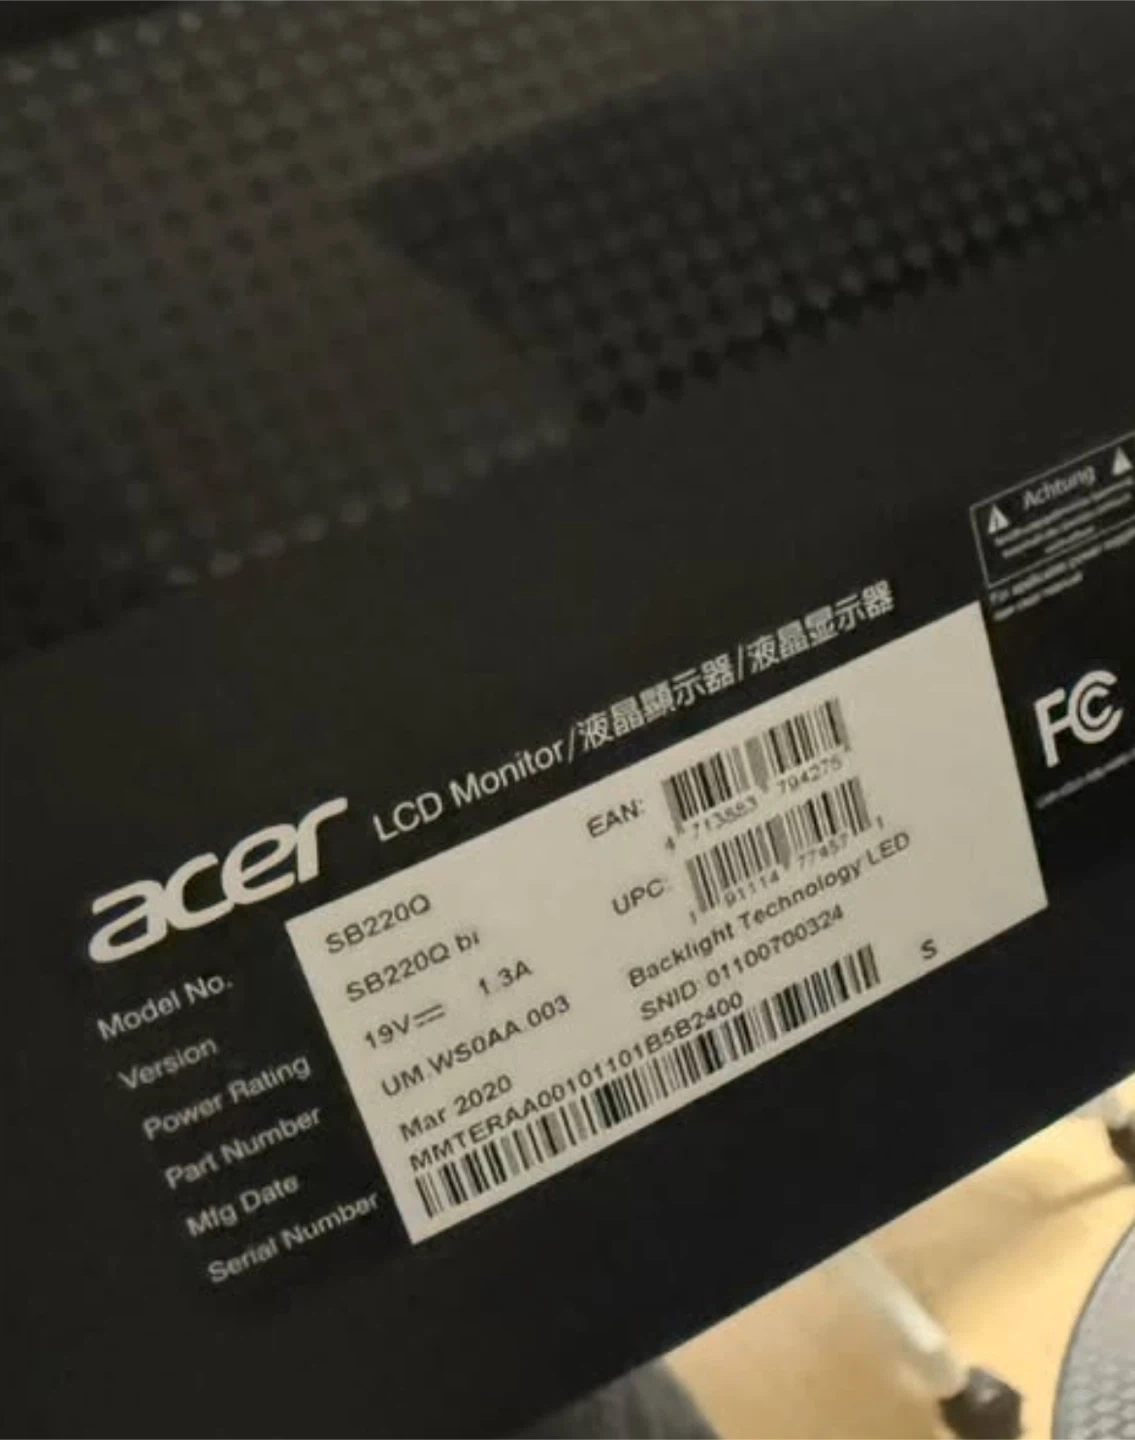 Achtung
acer LCD Monitor/液晶顯示器/液晶显示器
FC
Model No. SB220Q
Version SB220Q bi
Power Rating 19V⎓ 1.3A
Part Number UM.WS0AA.003
Mfg Date Mar 2020
Serial Number MMTERAA00101101B5B2400
EAN: 4 713883 794275
UPC: 1 91114 77457 1
Backlight Technology LED
SNID: 01100700324
S